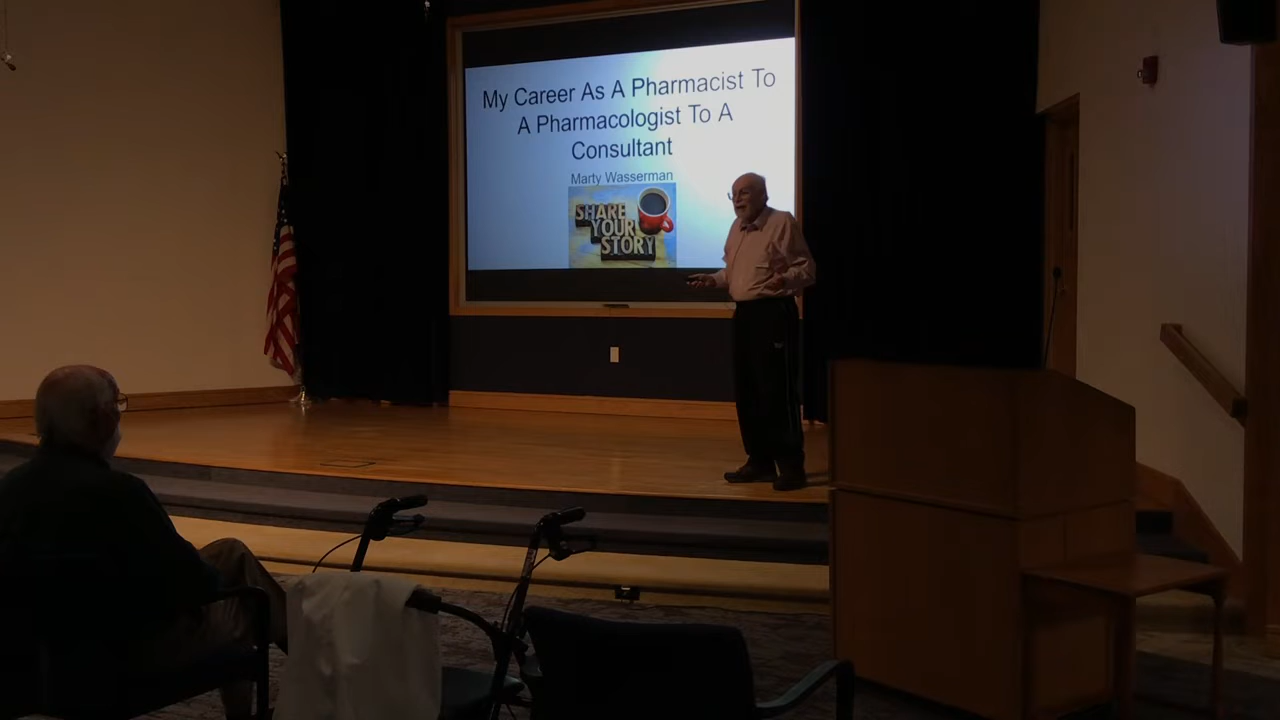 My Career As A Pharmacist To
A Pharmacologist To A
Consultant
Marty Wasserman
SHARE
YOUR
STORY